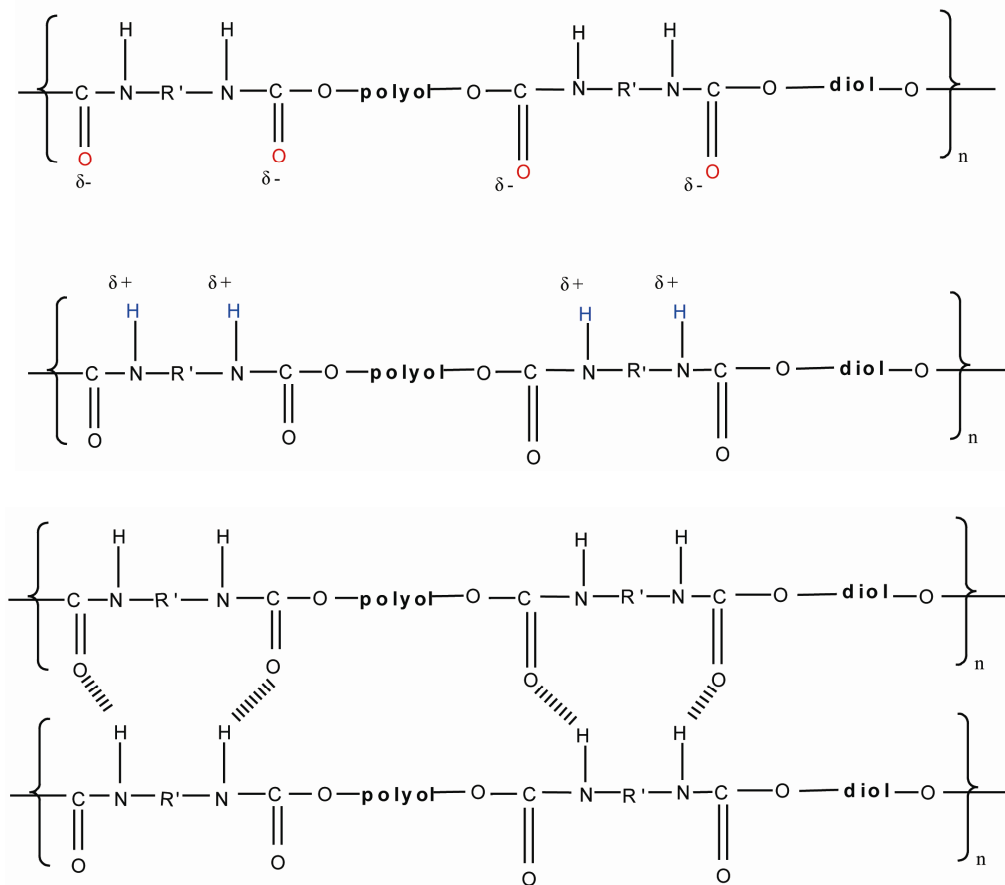 H H H H
C N R' N C O polyol O C N R' N C O diol O
n
O O O O
δ- δ- δ- δ-
δ+ δ+ δ+ δ+
H H H H
C N R' N C O polyol O C N R' N C O diol O
n
O O O O
H H H H
C N R' N C O polyol O C N R' N C O diol O
n
O O O O
H H H H
C N R' N C O polyol O C N R' N C O diol O
n
O O O O